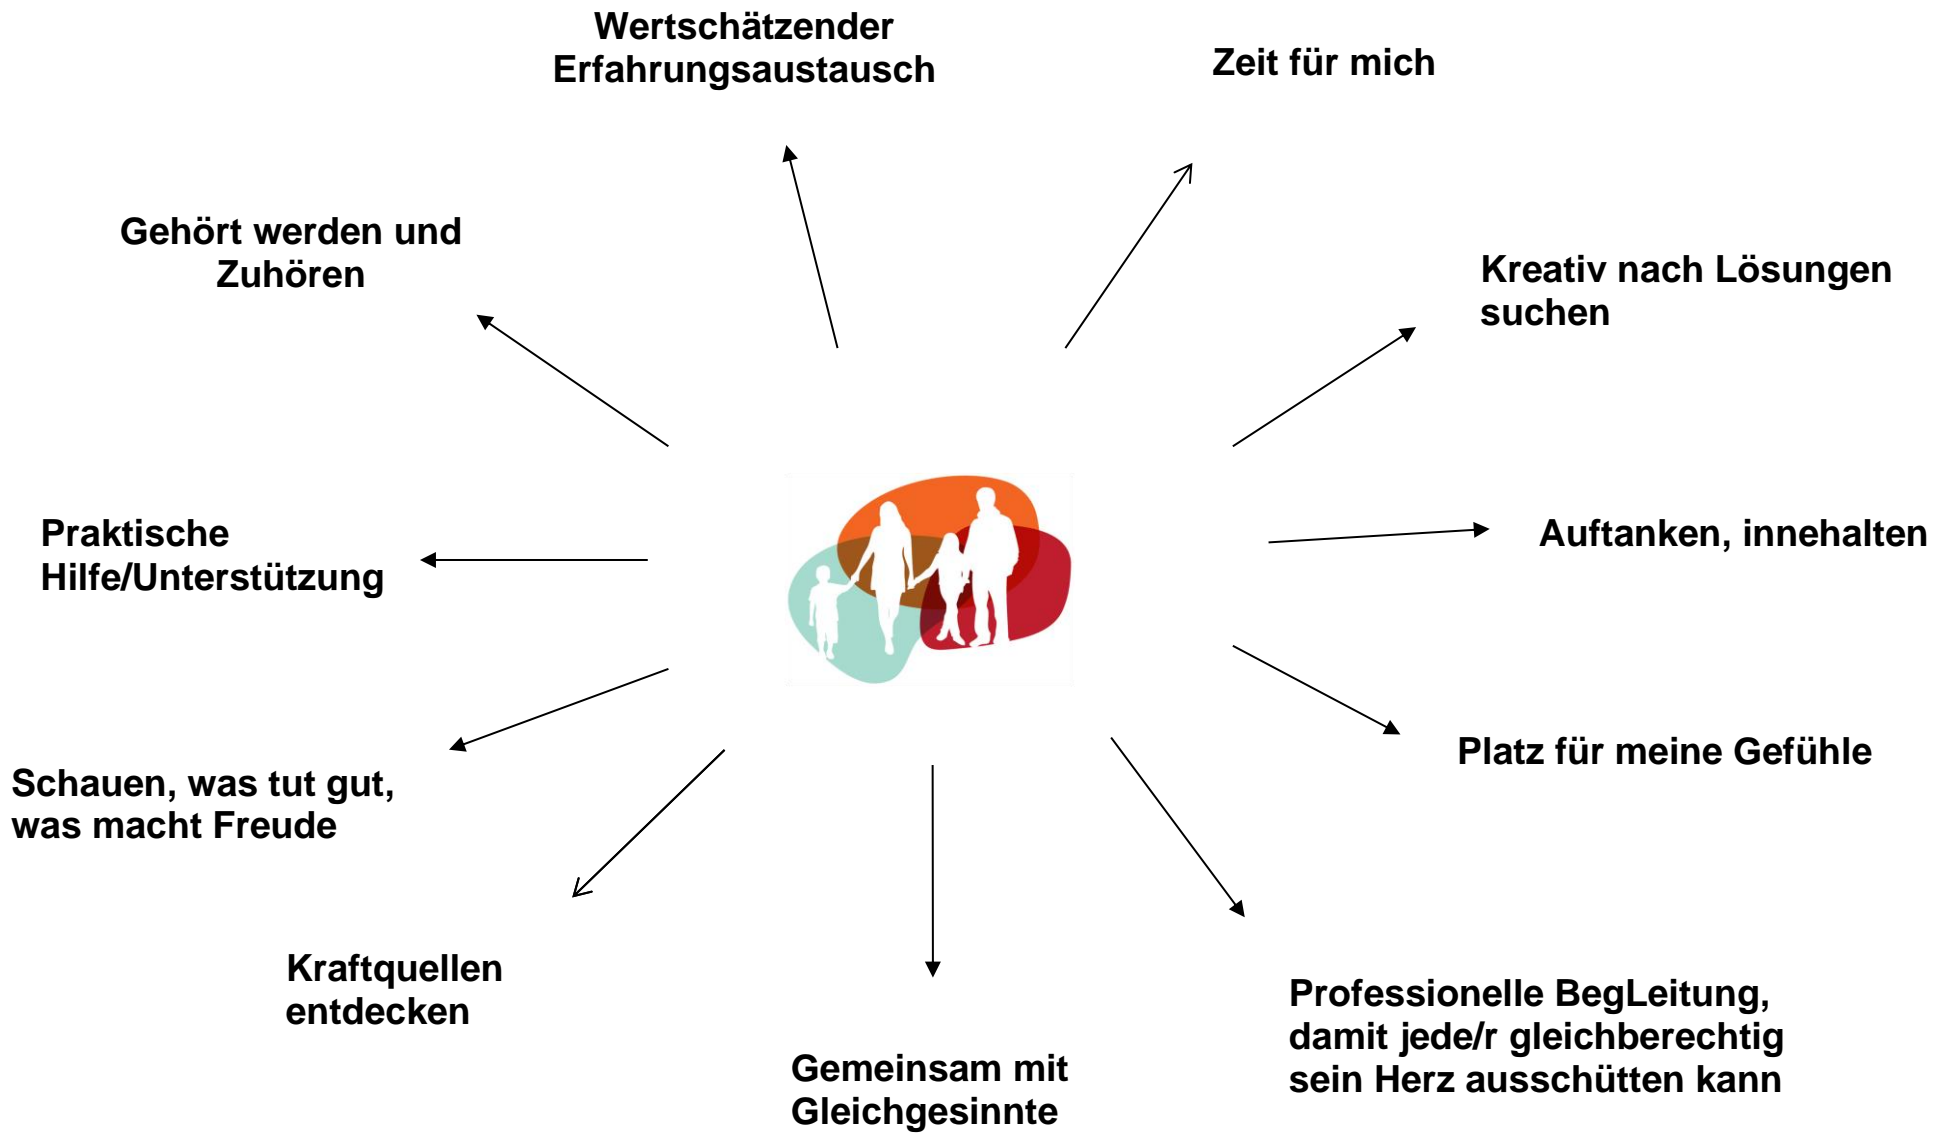 Wertschätzender
Erfahrungsaustausch
Zeit für mich
Gehört werden und
Zuhören
Kreativ nach Lösungen
suchen
Praktische
Hilfe/Unterstützung
Auftanken, innehalten
Schauen, was tut gut,
was macht Freude
Platz für meine Gefühle
Kraftquellen
entdecken
Gemeinsam mit
Gleichgesinnte
Professionelle BegLeitung,
damit jede/r gleichberechtig
sein Herz ausschütten kann